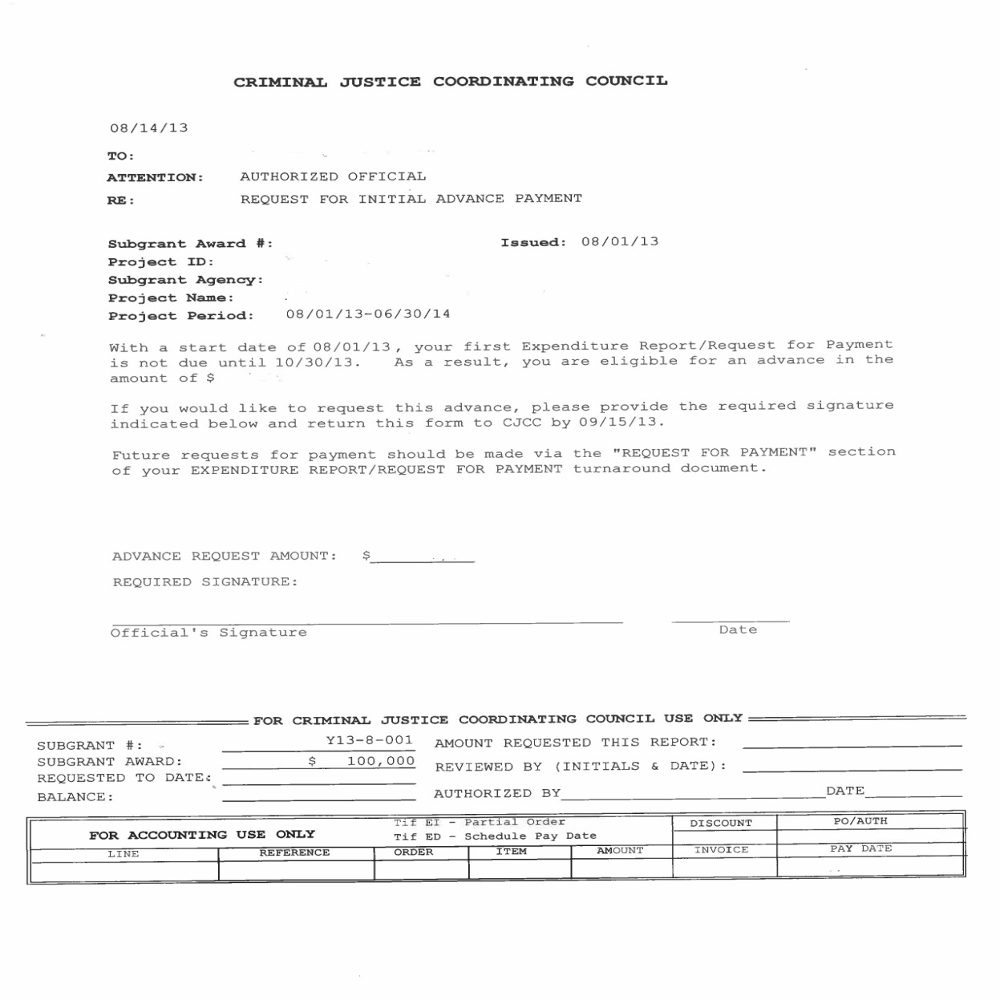 CRIMINAL JUSTICE COORDINATING COUNCIL
08/14/13
TO:
ATTENTION: AUTHORIZED OFFICIAL
RE: REQUEST FOR INITIAL ADVANCE PAYMENT
Subgrant Award #: Issued: 08/01/13
Project ID:
Subgrant Agency:
Project Name:
Project Period: 08/01/13-06/30/14
With a start date of 08/01/13, your first Expenditure Report/Request for Payment
is not due until 10/30/13. As a result, you are eligible for an advance in the
amount of $
If you would like to request this advance, please provide the required signature
indicated below and return this form to CJCC by 09/15/13.
Future requests for payment should be made via the "REQUEST FOR PAYMENT" section
of your EXPENDITURE REPORT/REQUEST FOR PAYMENT turnaround document.
ADVANCE REQUEST AMOUNT: $
REQUIRED SIGNATURE:
Official's Signature Date
FOR CRIMINAL JUSTICE COORDINATING COUNCIL USE ONLY
SUBGRANT #: Y13-8-001 AMOUNT REQUESTED THIS REPORT:
SUBGRANT AWARD: $ 100,000
REVIEWED BY (INITIALS & DATE):
REQUESTED TO DATE:
BALANCE: AUTHORIZED BY DATE
Tif EI - Partial Order DISCOUNT PO/AUTH
FOR ACCOUNTING USE ONLY Tif ED - Schedule Pay Date
LINE REFERENCE ORDER ITEM AMOUNT INVOICE PAY DATE